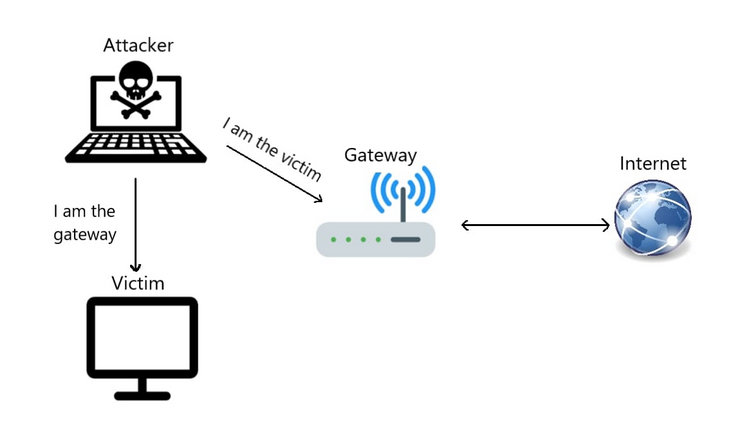 Attacker
I am the victim
Gateway
Internet
I am the
gateway
Victim